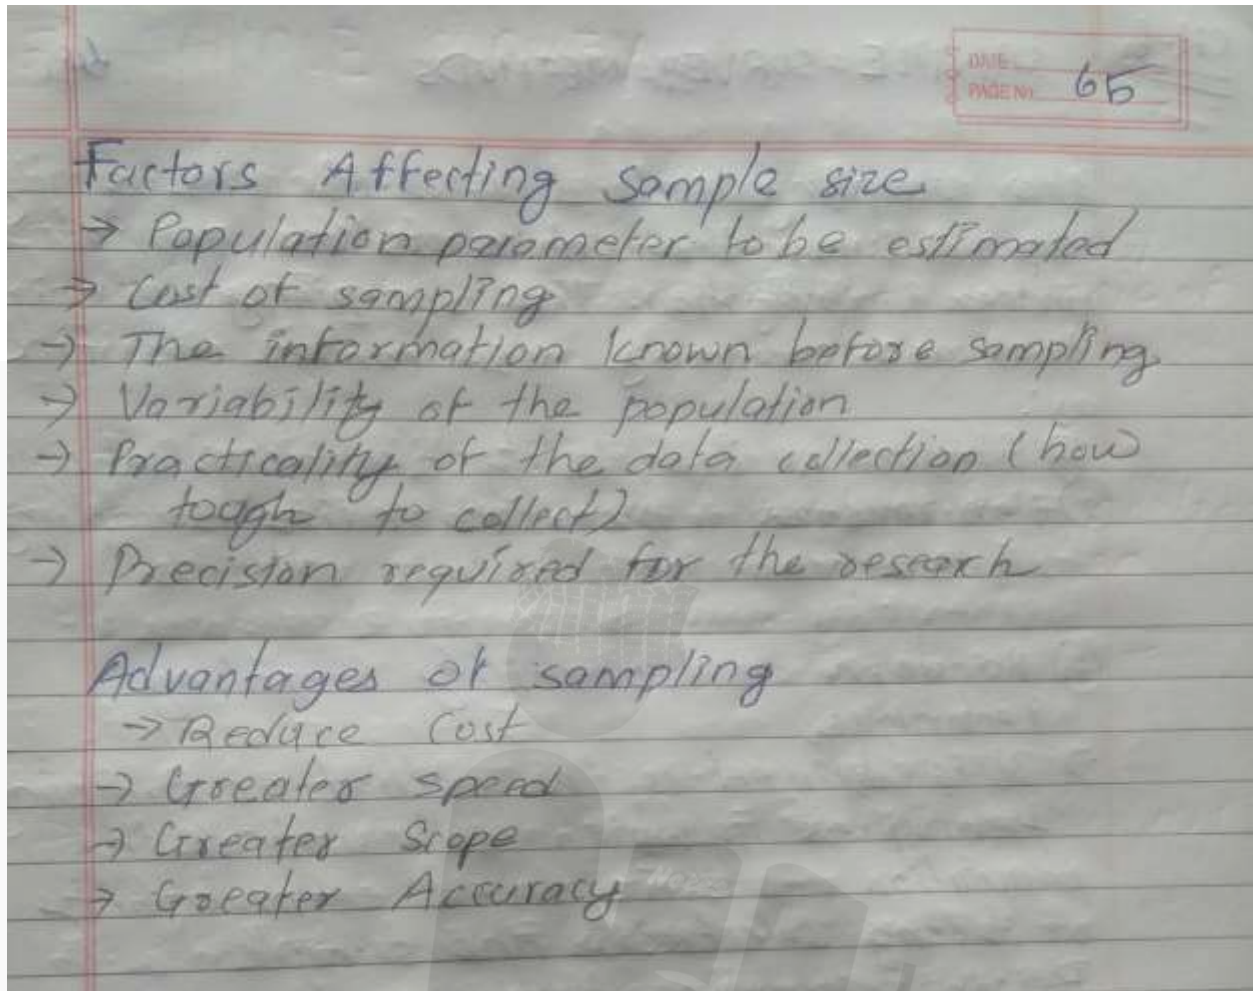 DATE:
PAGE No. 65
Factors Affecting sample size
→ Population parameter to be estimated
→ Cost of sampling
→ The information known before sampling
→ Variability of the population
→ Practicality of the data collection (how
tough to collect)
→ Precision required for the research
Advantages of sampling
→ Reduce Cost
→ Greater speed
→ Greater Scope
→ Greater Accuracy